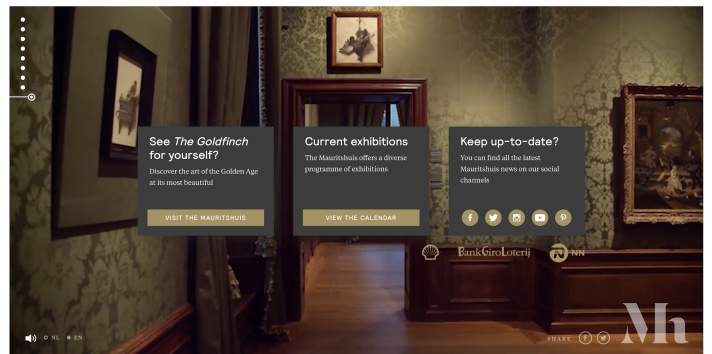 See The Goldfinch
for yourself?
Discover the art of the Golden Age
at its most beautiful
VISIT THE MAURITSHUIS
Current exhibitions
The Mauritshuis offers a diverse
programme of exhibitions
VIEW THE CALENDAR
Keep up-to-date?
You can find all the latest
Mauritshuis news on our social
channels
BankGiroLoterij
NN
NL EN
SHARE
Mh